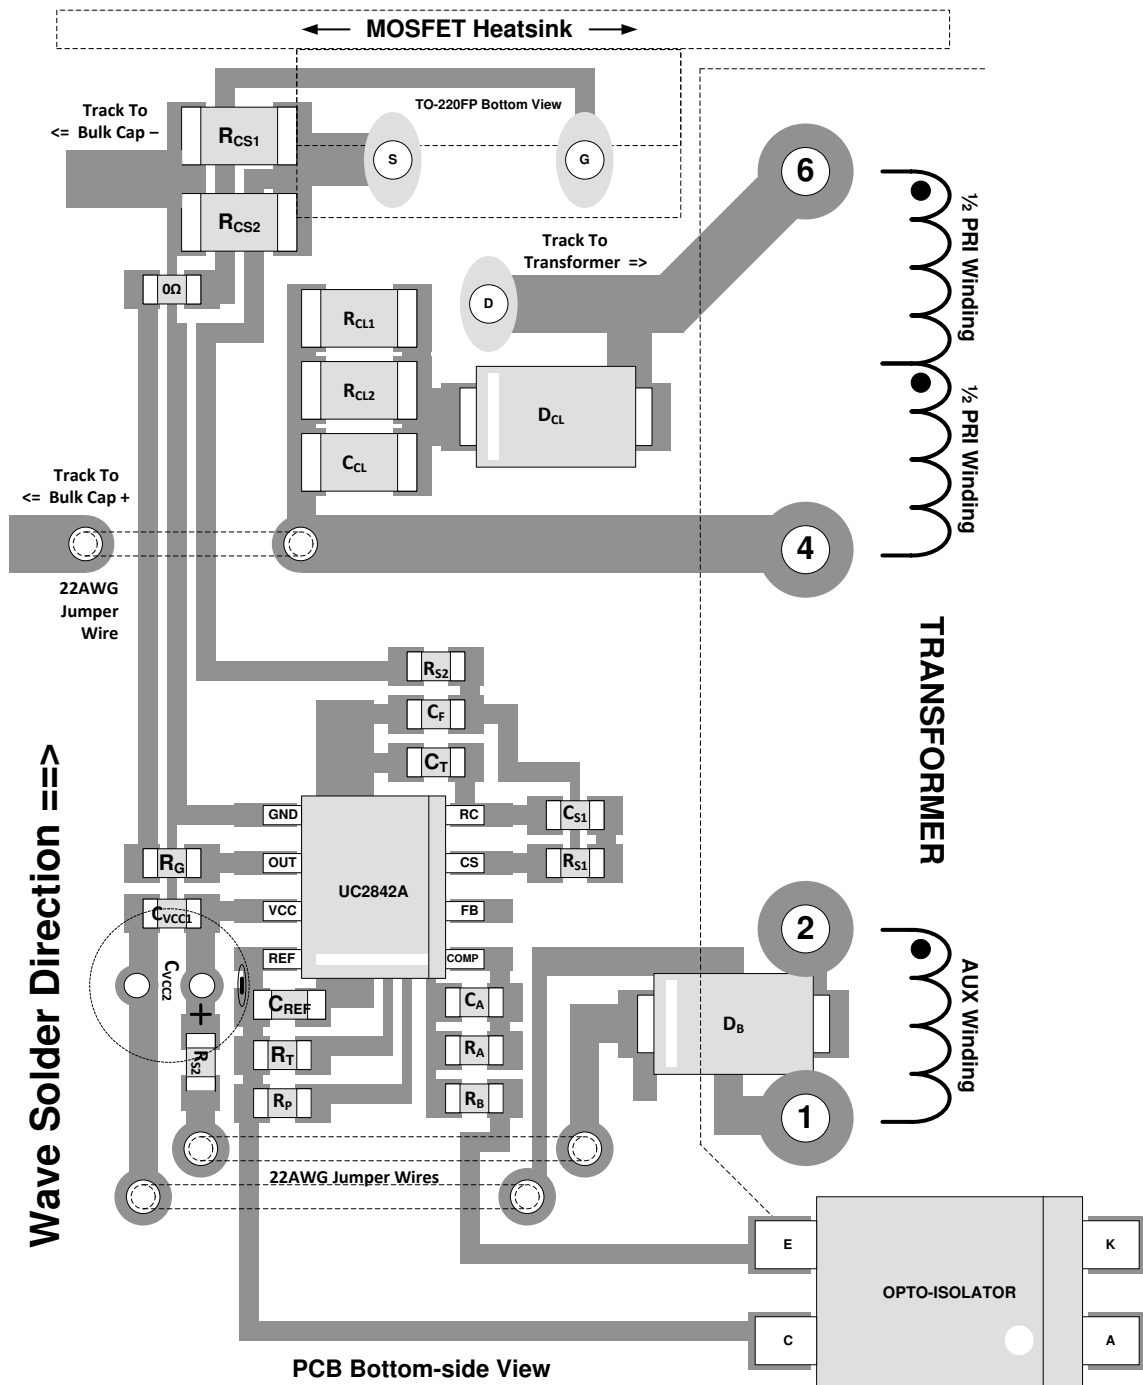 MOSFET Heatsink
TO-220FP Bottom View
Track To
<= Bulk Cap –
RCS1
S
G
6
RCS2
½ PRI Winding
Track To
Transformer =>
0Ω
D
RCL1
RCL2
DCL
½ PRI Winding
CCL
Track To
<= Bulk Cap +
4
22AWG
Jumper
Wire
TRANSFORMER
RS2
CF
CT
Wave Solder Direction ==>
GND
RC
CS1
RG
OUT
CS
RS1
UC2842A
CVCC1
VCC
FB
2
REF
COMP
AUX Winding
CVCC2
+
CREF
CA
DB
RS2
RT
RA
RP
RB
1
22AWG Jumper Wires
E
K
OPTO-ISOLATOR
C
A
PCB Bottom-side View